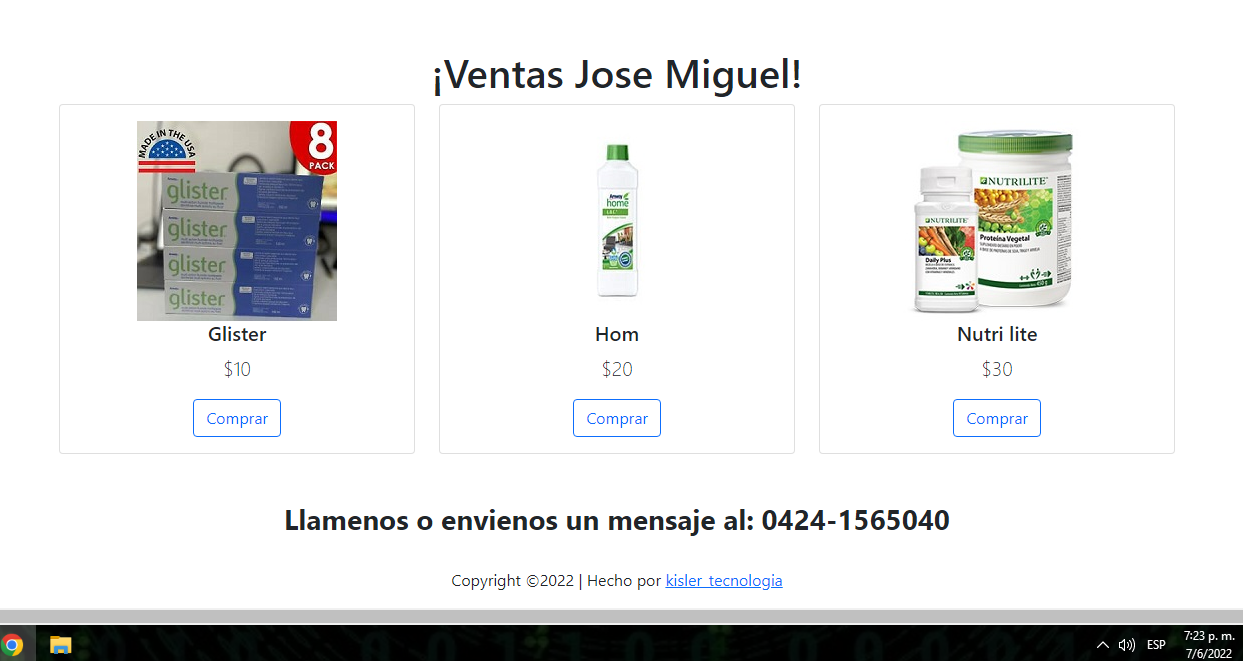 ¡Ventas Jose Miguel!
MADE IN THE USA
8
PACK
glister
glister
glister
glister
Glister
$10
Comprar
Amway
home
L.O.C.
Hom
$20
Comprar
NUTRILITE
Proteína Vegetal
NUTRILITE
Daily Plus
450 g
Nutri lite
$30
Comprar
Llamenos o envienos un mensaje al: 0424-1565040
Copyright ©2022 | Hecho por kisler_tecnologia
ESP
7:23 p. m.
7/6/2022